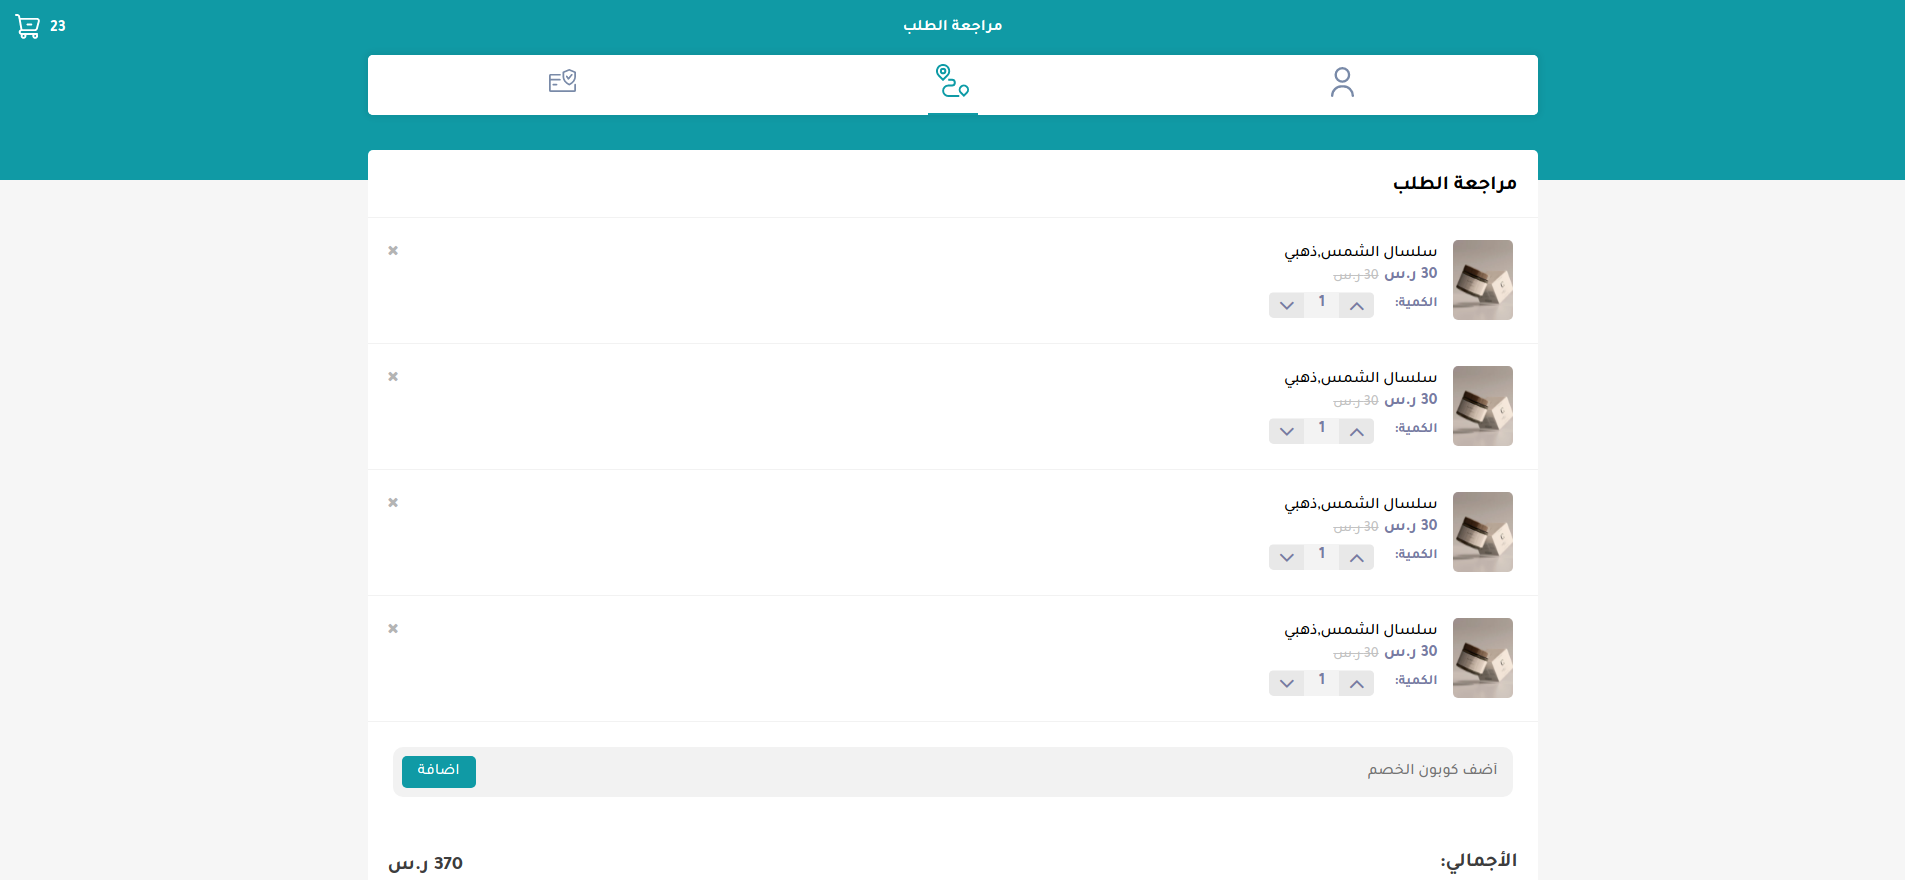 مراجعة الطلب
23
مراجعة الطلب
سلسال الشمس,ذهبي
30 ر.س 30 ر.س
الكمية: 1
سلسال الشمس,ذهبي
30 ر.س 30 ر.س
الكمية: 1
سلسال الشمس,ذهبي
30 ر.س 30 ر.س
الكمية: 1
سلسال الشمس,ذهبي
30 ر.س 30 ر.س
الكمية: 1
أضف كوبون الخصم اضافة
الأجمالي: 370 ر.س